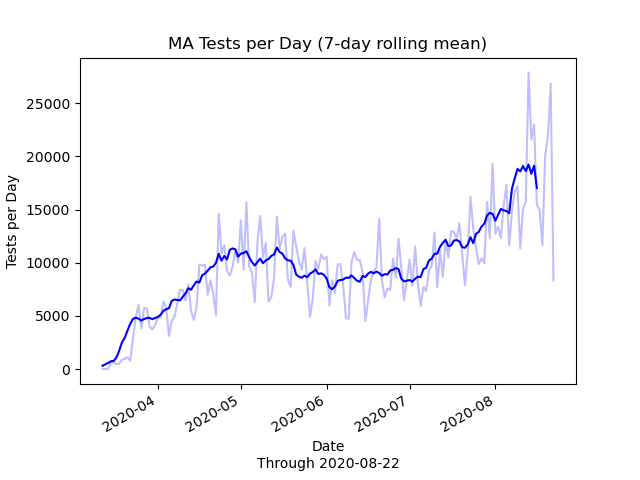 MA Tests per Day (7-day rolling mean)
Tests per Day
25000
20000
15000
10000
5000
0
2020-04
2020-05
2020-06
2020-07
2020-08
Date
Through 2020-08-22